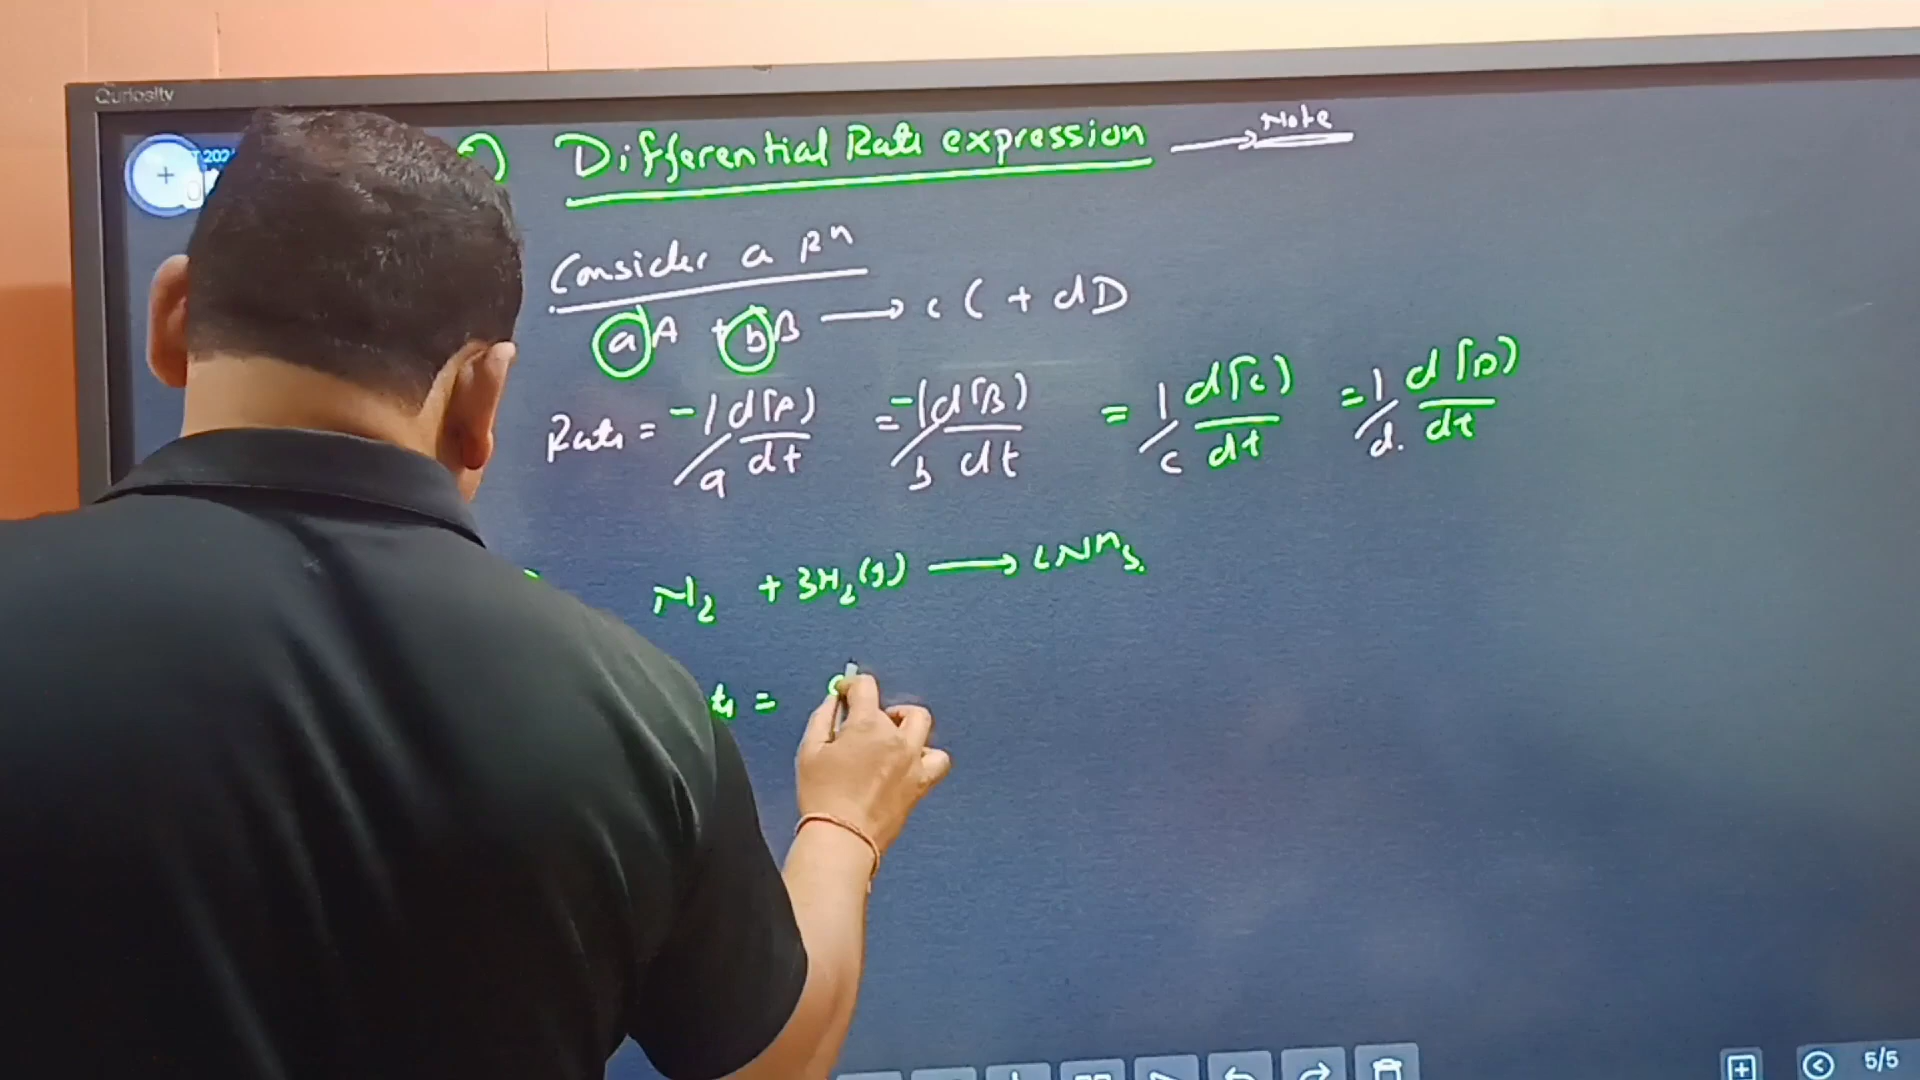 Quriosity
Differential Rate expression → Note
Consider a Rn
aA + bB → cC + dD
Rate = -1/a d[A]/dt = -1/b d[B]/dt = 1/c d[C]/dt = 1/d. d[D]/dt
N2 + 3H2(g) → 2NH3.
=
5/5